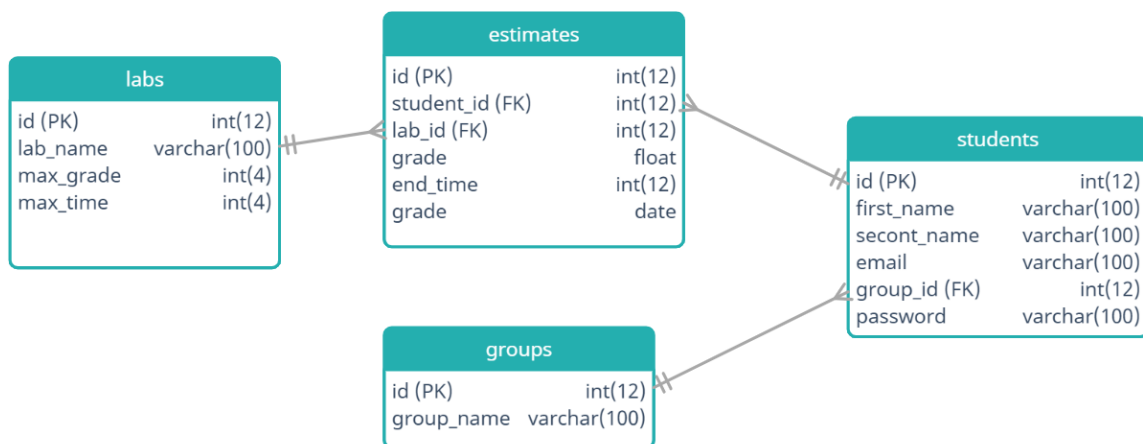 labs
id (PK) int(12)
lab_name varchar(100)
max_grade int(4)
max_time int(4)
estimates
id (PK) int(12)
student_id (FK) int(12)
lab_id (FK) int(12)
grade float
end_time int(12)
grade date
students
id (PK) int(12)
first_name varchar(100)
secont_name varchar(100)
email varchar(100)
group_id (FK) int(12)
password varchar(100)
groups
id (PK) int(12)
group_name varchar(100)